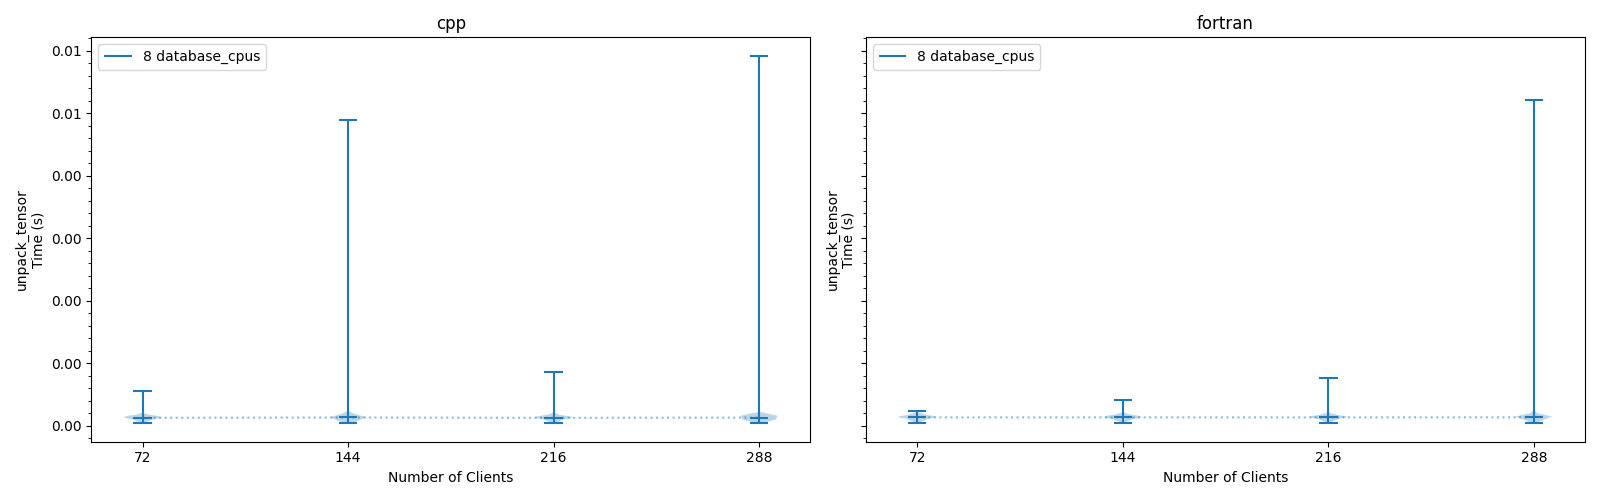 cpp
8 database_cpus
0.01
0.01
0.00
0.00
0.00
0.00
0.00
unpack_tensor
Time (s)
72
144
216
288
Number of Clients
fortran
8 database_cpus
unpack_tensor
Time (s)
72
144
216
288
Number of Clients